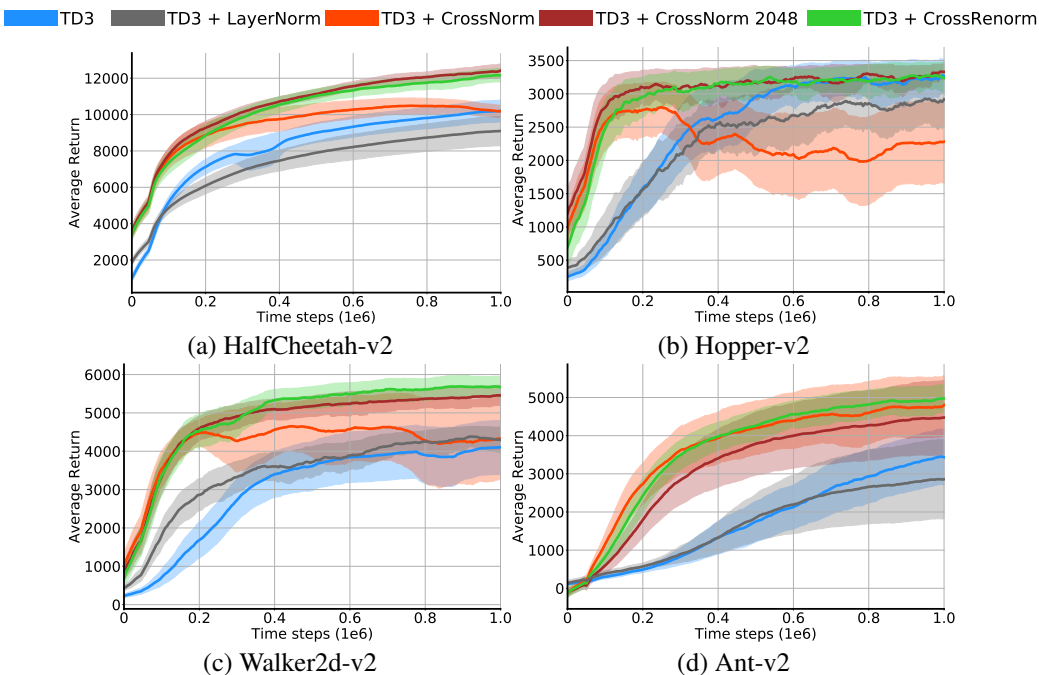 TD3 TD3 + LayerNorm TD3 + CrossNorm TD3 + CrossNorm 2048 TD3 + CrossRenorm
Average Return
12000
10000
8000
6000
4000
2000
0 0.2 0.4 0.6 0.8 1.0
Time steps (1e6)
(a) HalfCheetah-v2
Average Return
3500
3000
2500
2000
1500
1000
500
0 0.2 0.4 0.6 0.8 1.0
Time steps (1e6)
(b) Hopper-v2
Average Return
6000
5000
4000
3000
2000
1000
0
0 0.2 0.4 0.6 0.8 1.0
Time steps (1e6)
(c) Walker2d-v2
Average Return
5000
4000
3000
2000
1000
0
0 0.2 0.4 0.6 0.8 1.0
Time steps (1e6)
(d) Ant-v2